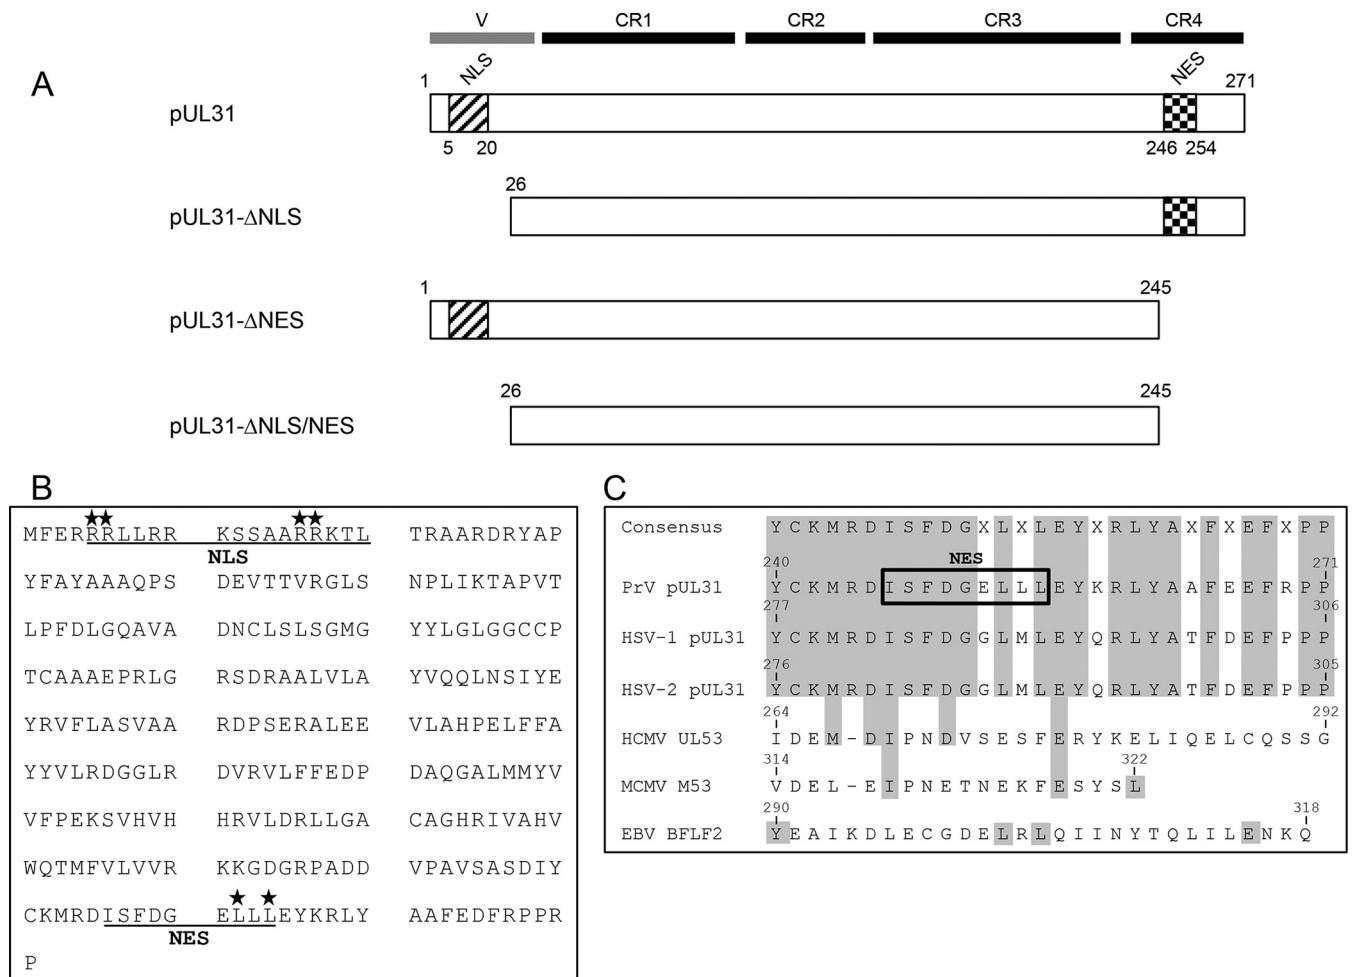 V CR1 CR2 CR3 CR4
A
NLS NES
1 271
pUL31
5 20 246 254
26
pUL31-ΔNLS
1 245
pUL31-ΔNES
26 245
pUL31-ΔNLS/NES
B
★★ ★★
MFERRRLLRR KSSAARRKTL TRAARDRYAP
NLS
YFAYAAAQPS DEVTTVRGLS NPLIKTAPVT
LPFDLGQAVA DNCLSLSGMG YYLGLGGCCP
TCAAAEPRLG RSDRAALVLA YVQQLNSIYE
YRVFLASVAA RDPSERALEE VLAHPELFFA
YYVLRDGGLR DVRVLFFEDP DAQGALMMYV
VFPEKSVHVH HRVLDRLLGA CAGHRIVAHV
WQTMFVLVVR KKGDGRPADD VPAVSASDIY
★ ★
CKMRDISFDG ELLLEYKRLY AAFEDFRPPR
NES
P
C
Consensus Y C K M R D I S F D G X L X L E Y X R L Y A X F X E F X P P
NES
240 271
PrV pUL31 Y C K M R D I S F D G E L L L E Y K R L Y A A F E E F R P P
277 306
HSV-1 pUL31 Y C K M R D I S F D G G L M L E Y Q R L Y A T F D E F P P P
276 305
HSV-2 pUL31 Y C K M R D I S F D G G L M L E Y Q R L Y A T F D E F P P P
264 292
HCMV UL53 I D E M - D I P N D V S E S F E R Y K E L I Q E L C Q S S G
314 322
MCMV M53 V D E L - E I P N E T N E K F E S Y S L
290 318
EBV BFLF2 Y E A I K D L E C G D E L R L Q I I N Y T Q L I L E N K Q